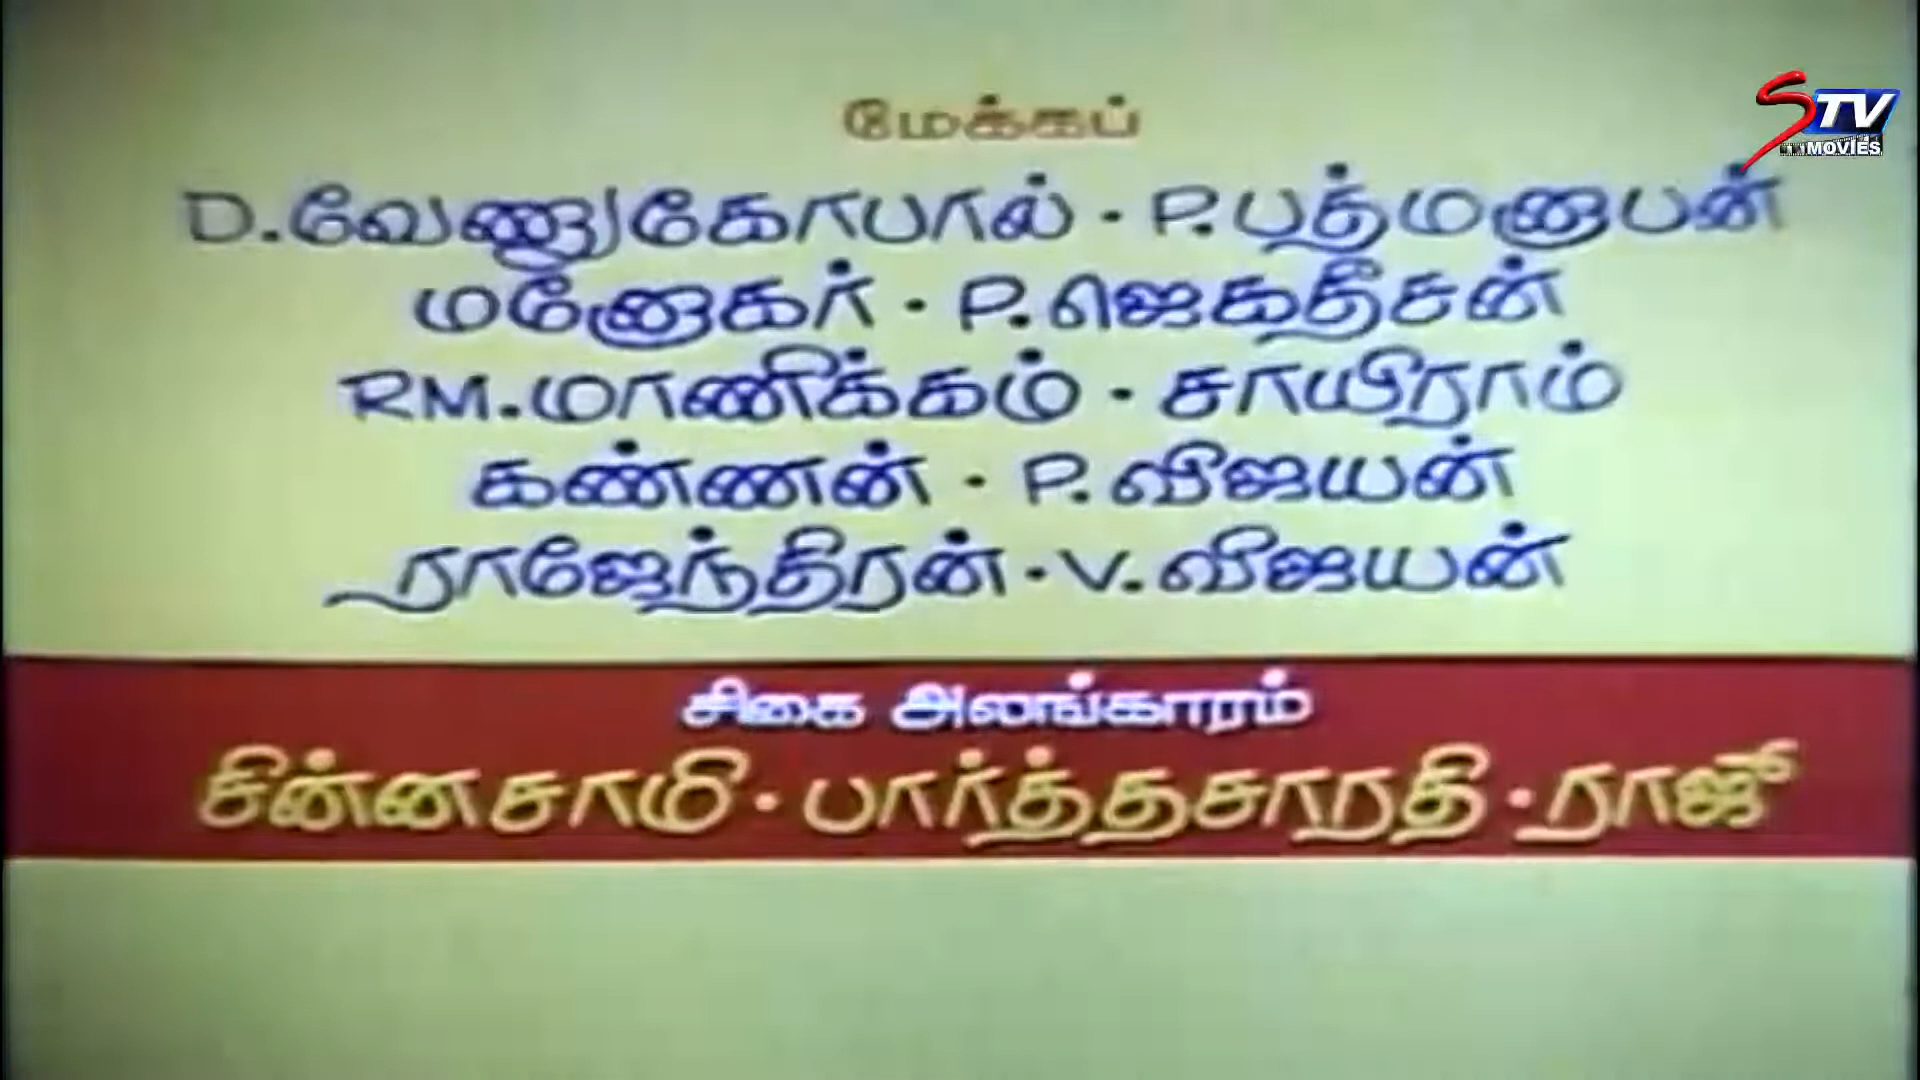 STV
MOVIES
மேக்கப்
D.வேணுகோபால் · P.பத்மனாபன்
மனோகர் · P.ஜெகதீசன்
RM.மாணிக்கம் · சாயிராம்
கண்ணன் · P.விஜயன்
ராஜேந்திரன் · V.விஜயன்
சிகை அலங்காரம்
சின்னசாமி · பார்த்தசாரதி · ராஜூ